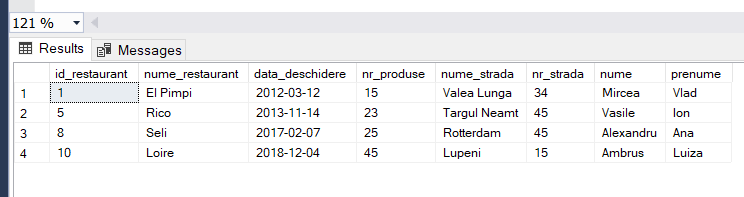 121 %
Results Messages
id_restaurant nume_restaurant data_deschidere nr_produse nume_strada nr_strada nume prenume
1 1 El Pimpi 2012-03-12 15 Valea Lunga 34 Mircea Vlad
2 5 Rico 2013-11-14 23 Targul Neamt 45 Vasile Ion
3 8 Seli 2017-02-07 25 Rotterdam 45 Alexandru Ana
4 10 Loire 2018-12-04 45 Lupeni 15 Ambrus Luiza